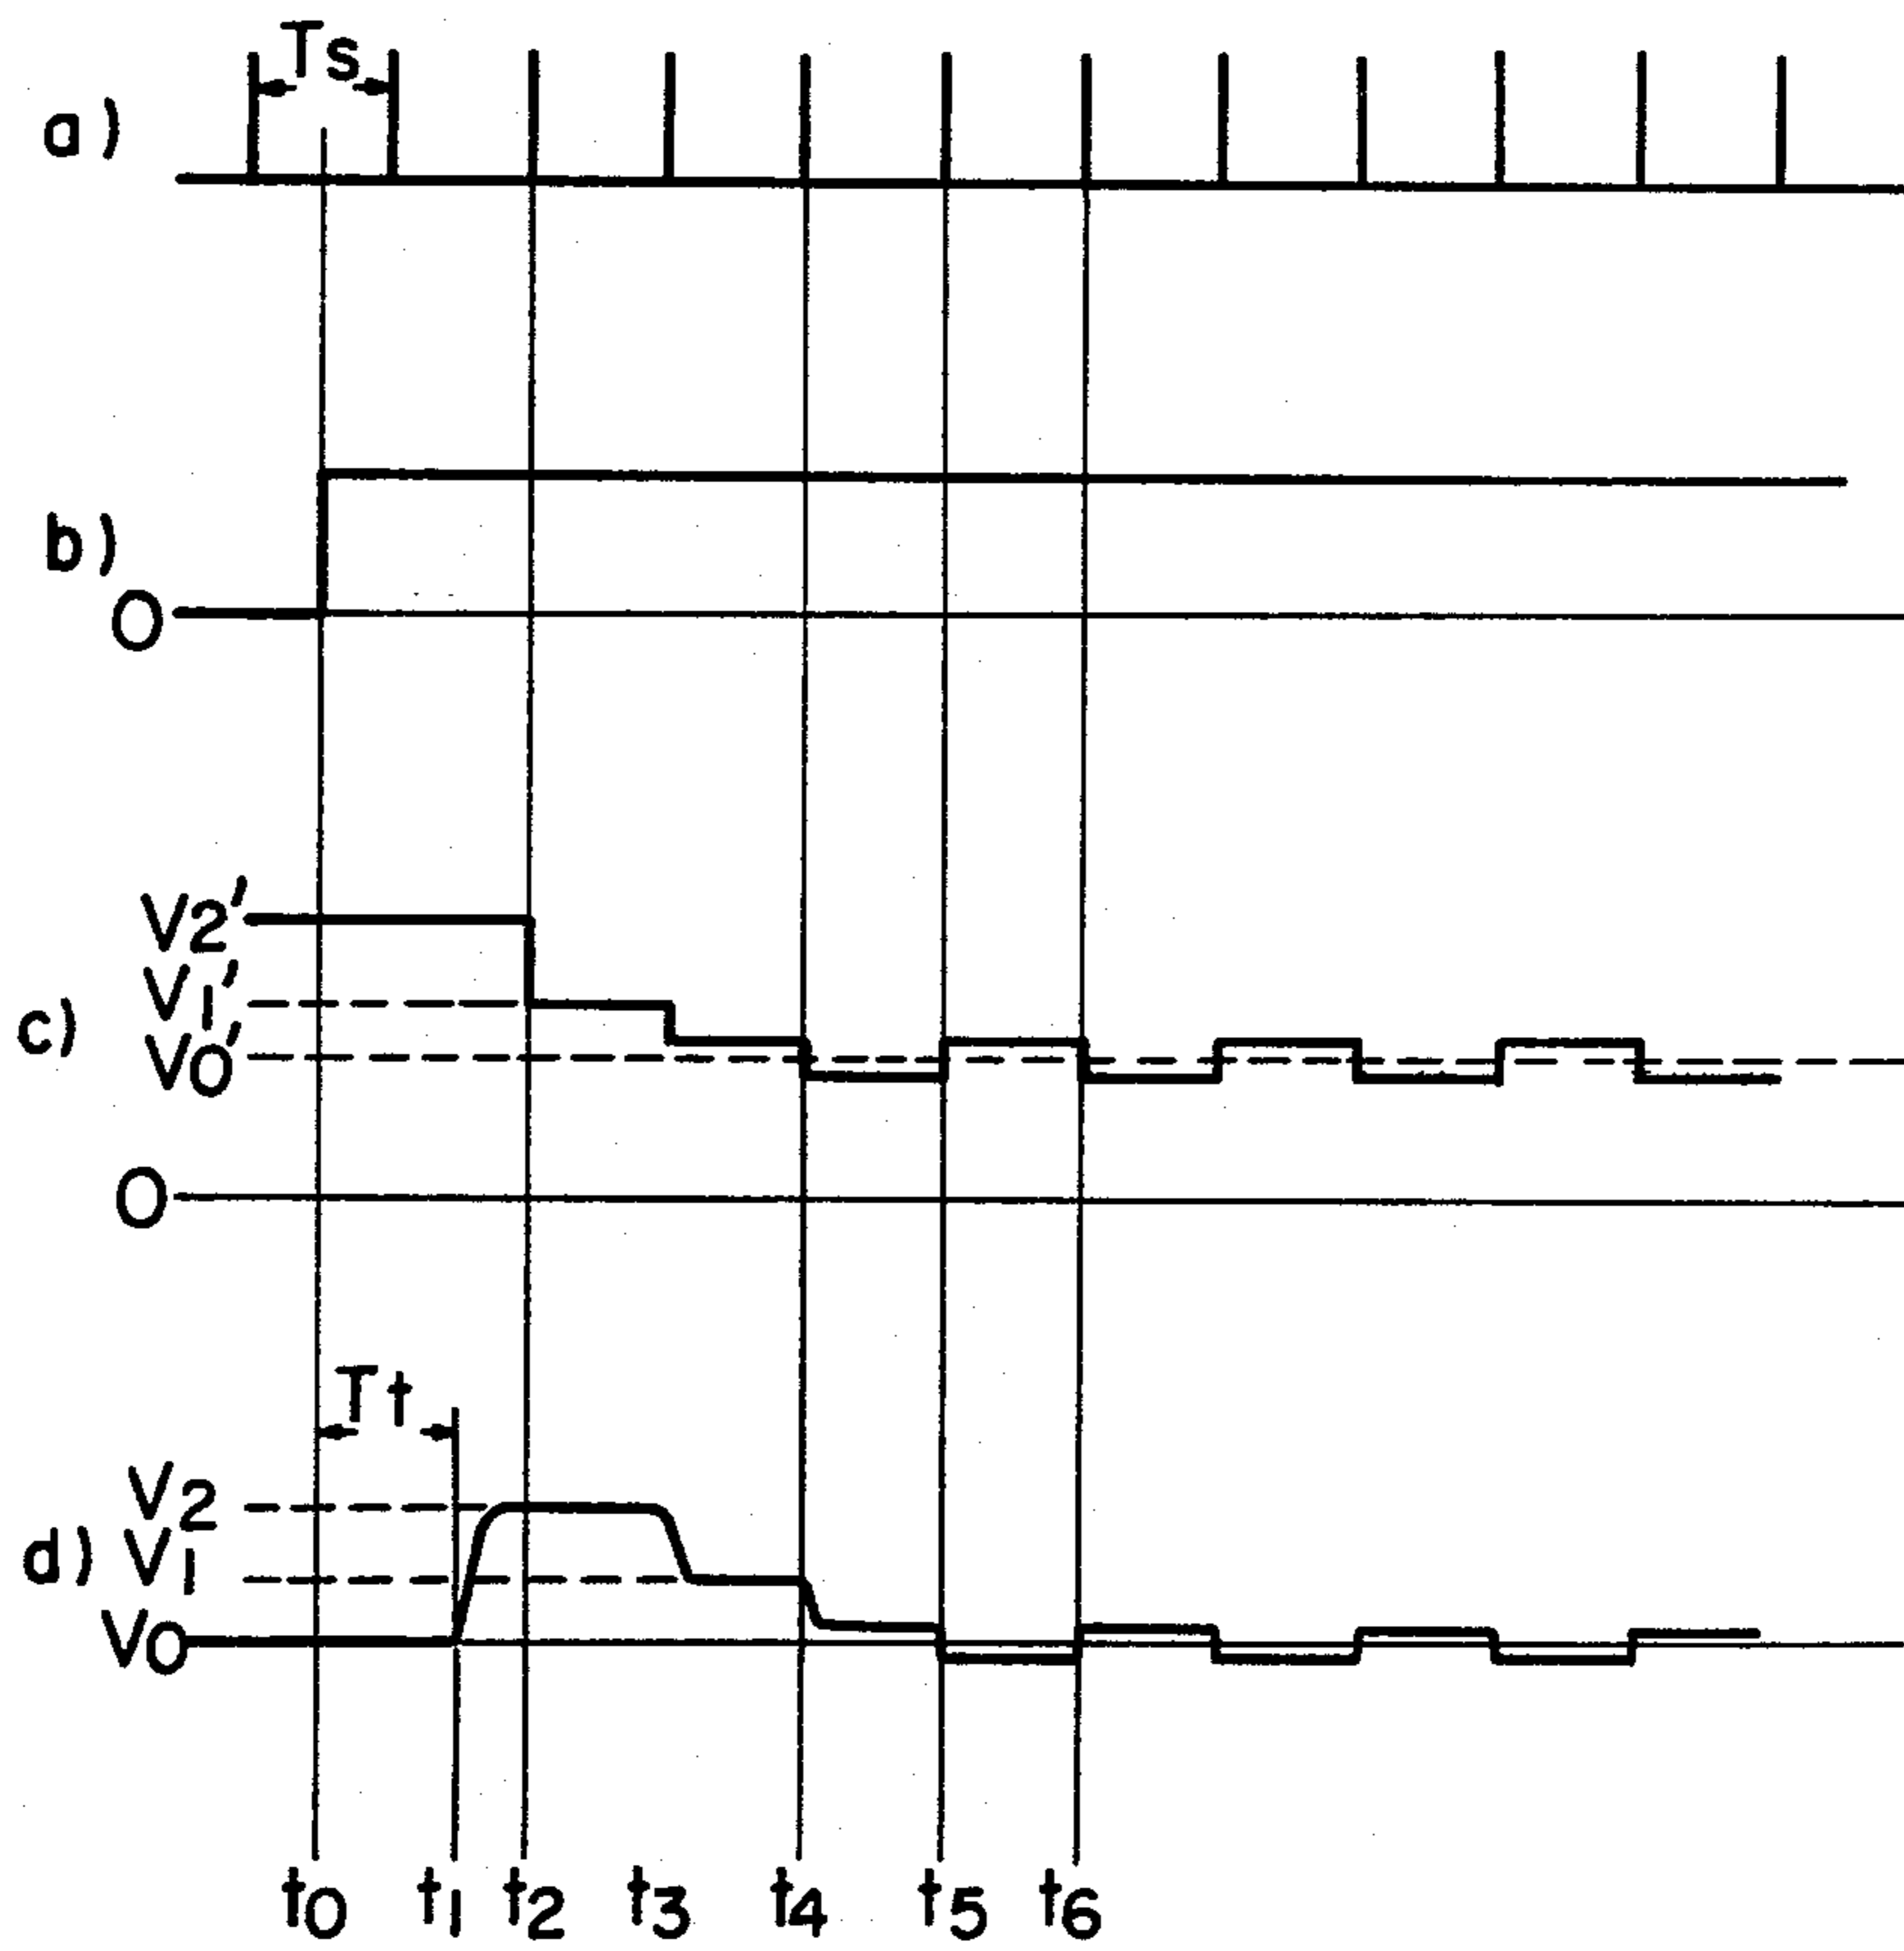 Ts
a)
b)
O
V2'
V1'
c)
V0'
O
Tt
V2
d) V1
V0
t0 t1 t2 t3 t4 t5 t6